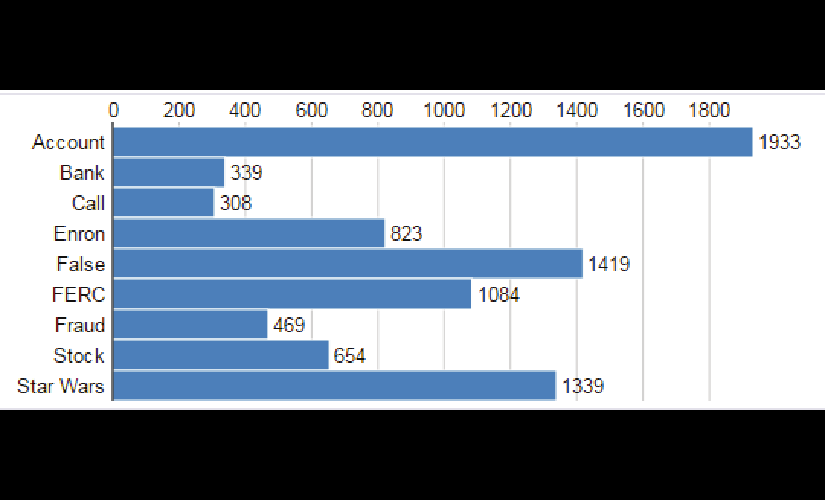 0 200 400 600 800 1000 1200 1400 1600 1800
Account 1933
Bank 339
Call 308
Enron 823
False 1419
FERC 1084
Fraud 469
Stock 654
Star Wars 1339